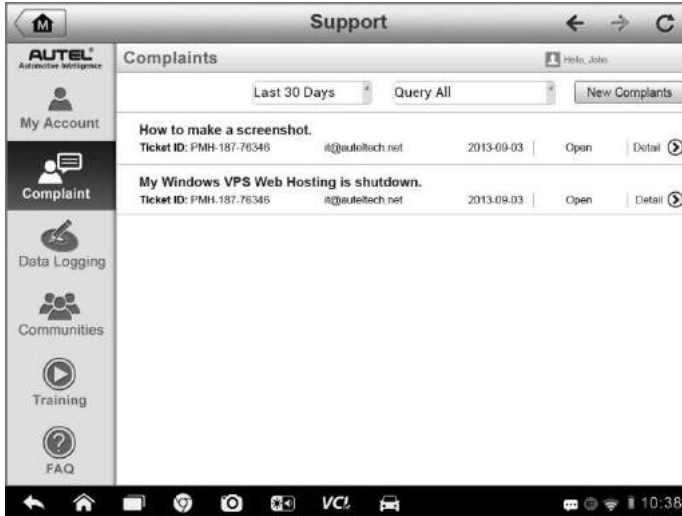 M
Support
AUTEL
Automotive Intelligence
Complaints
Hello, John
Last 30 Days
Query All
New Complants
My Account
How to make a screenshot.
Ticket ID: PMH-187-76346 it@auteltech.net 2013-09-03 Open Detail
Complaint
My Windows VPS Web Hosting is shutdown.
Ticket ID: PMH-187-76346 it@auteltech.net 2013-09-03 Open Detail
Data Logging
Communities
Training
?
FAQ
VCI
10:38